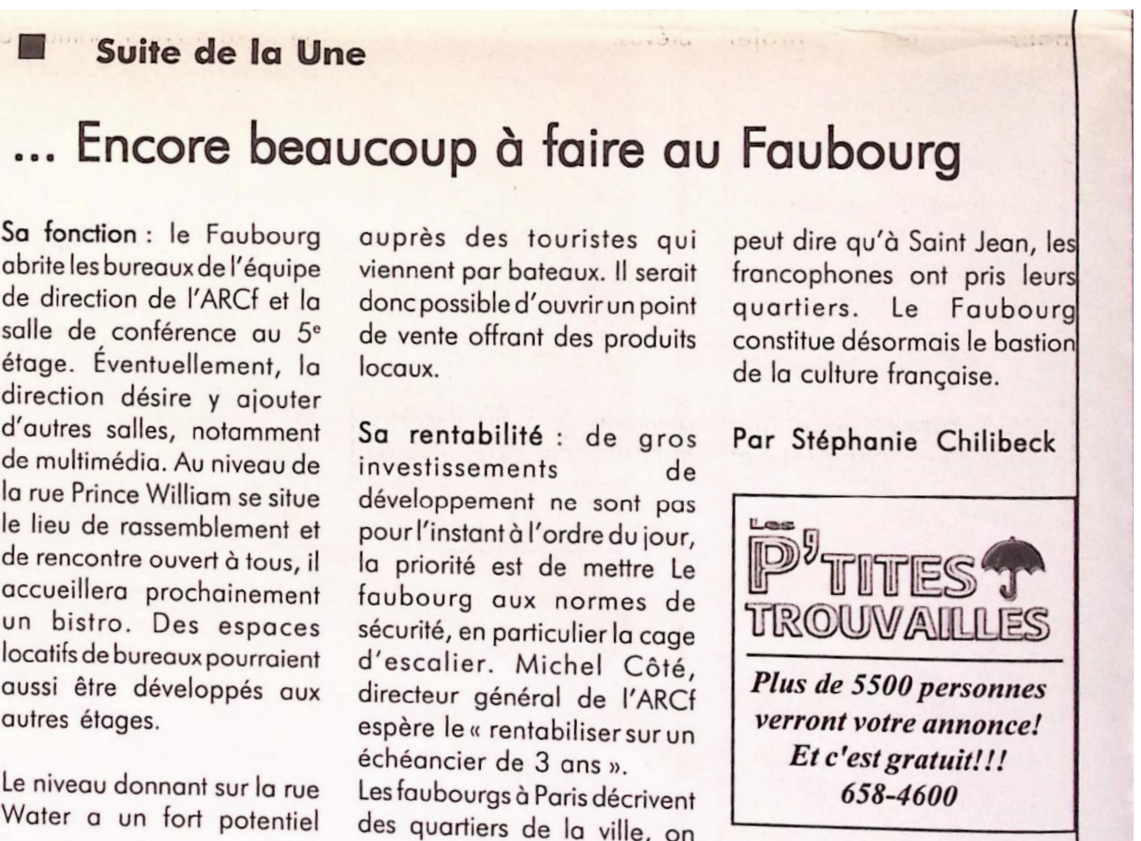 ■ Suite de la Une
... Encore beaucoup à faire au Faubourg
Sa fonction : le Faubourg
abrite les bureaux de l'équipe
de direction de l'ARCf et la
salle de conférence au 5e
étage. Éventuellement, la
direction désire y ajouter
d'autres salles, notamment
de multimédia. Au niveau de
la rue Prince William se situe
le lieu de rassemblement et
de rencontre ouvert à tous, il
accueillera prochainement
un bistro. Des espaces
locatifs de bureaux pourraient
aussi être développés aux
autres étages.
Le niveau donnant sur la rue
Water a un fort potentiel
auprès des touristes qui
viennent par bateaux. Il serait
donc possible d'ouvrir un point
de vente offrant des produits
locaux.
Sa rentabilité : de gros
investissements de
développement ne sont pas
pour l'instant à l'ordre du jour,
la priorité est de mettre Le
faubourg aux normes de
sécurité, en particulier la cage
d'escalier. Michel Côté,
directeur général de l'ARCf
espère le « rentabiliser sur un
échéancier de 3 ans ».
Les faubourgs à Paris décrivent
des quartiers de la ville, on
peut dire qu'à Saint Jean, les
francophones ont pris leurs
quartiers. Le Faubourg
constitue désormais le bastion
de la culture française.
Par Stéphanie Chilibeck
Les
P'TITES
TROUVAILLES
Plus de 5500 personnes
verront votre annonce!
Et c'est gratuit!!!
658-4600